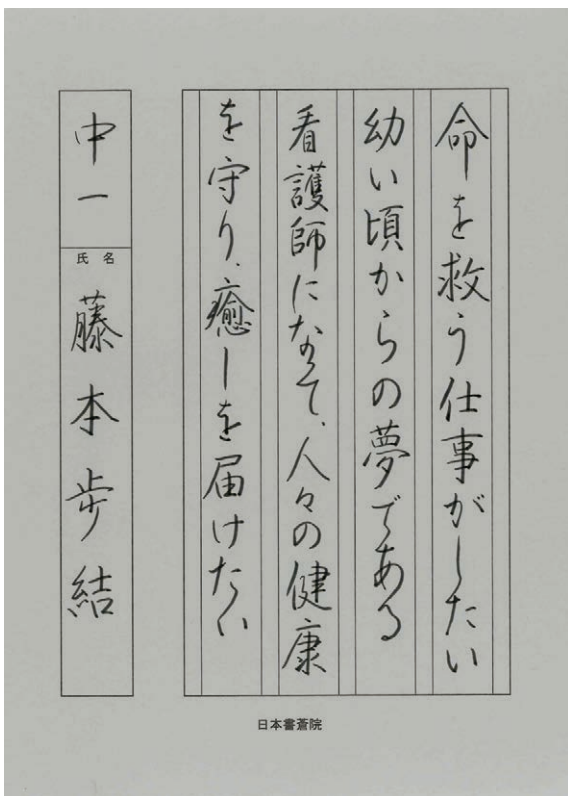 命を救う仕事がしたい
幼い頃からの夢である
看護師になって、人々の健康
を守り、癒しを届けたい
中一
氏名
藤本歩結
日本書蒼院